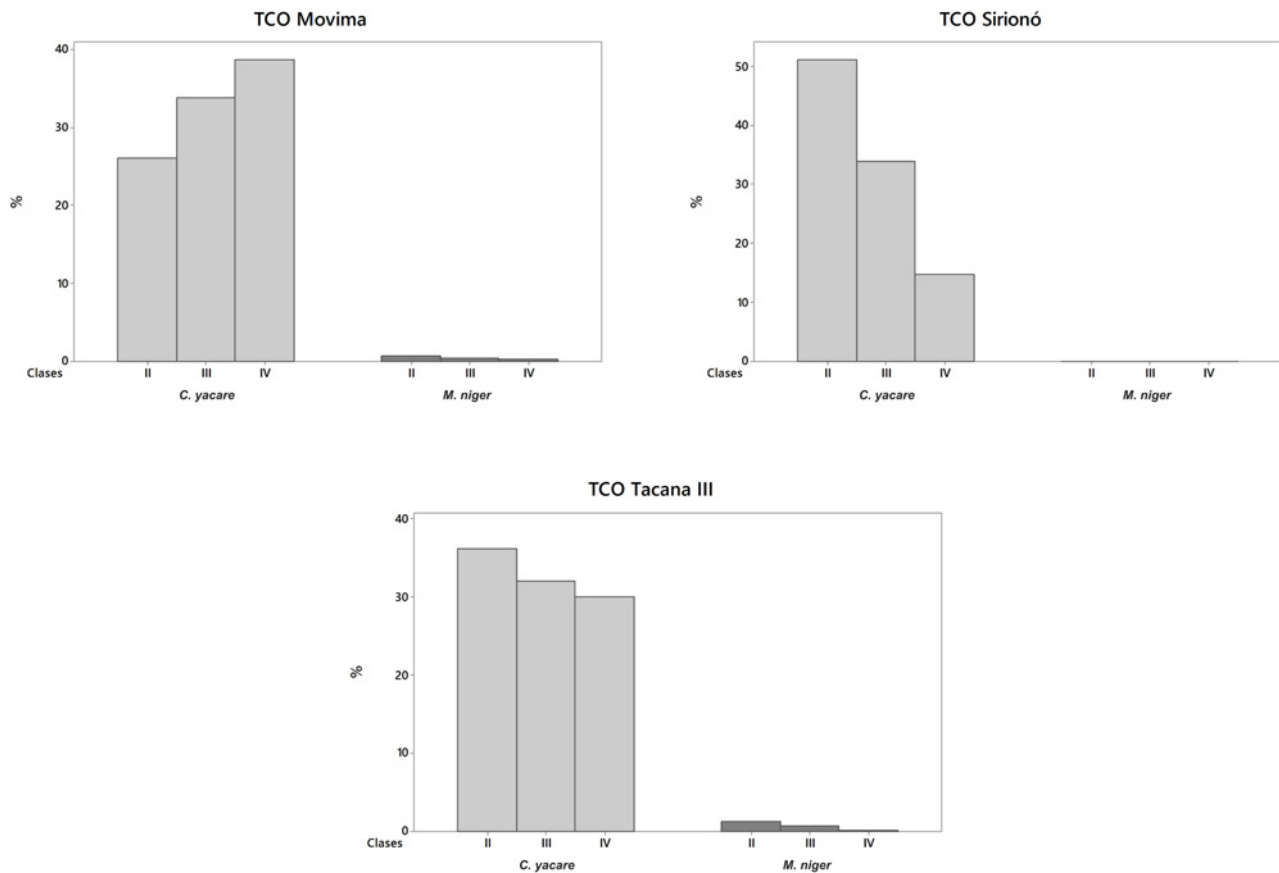 TCO Movima
40
30
%
20
10
0
Clases II III IV II III IV
C. yacare M. niger
TCO Sirionó
50
40
30
%
20
10
0
Clases II III IV II III IV
C. yacare M. niger
TCO Tacana III
40
30
%
20
10
0
Clases II III IV II III IV
C. yacare M. niger